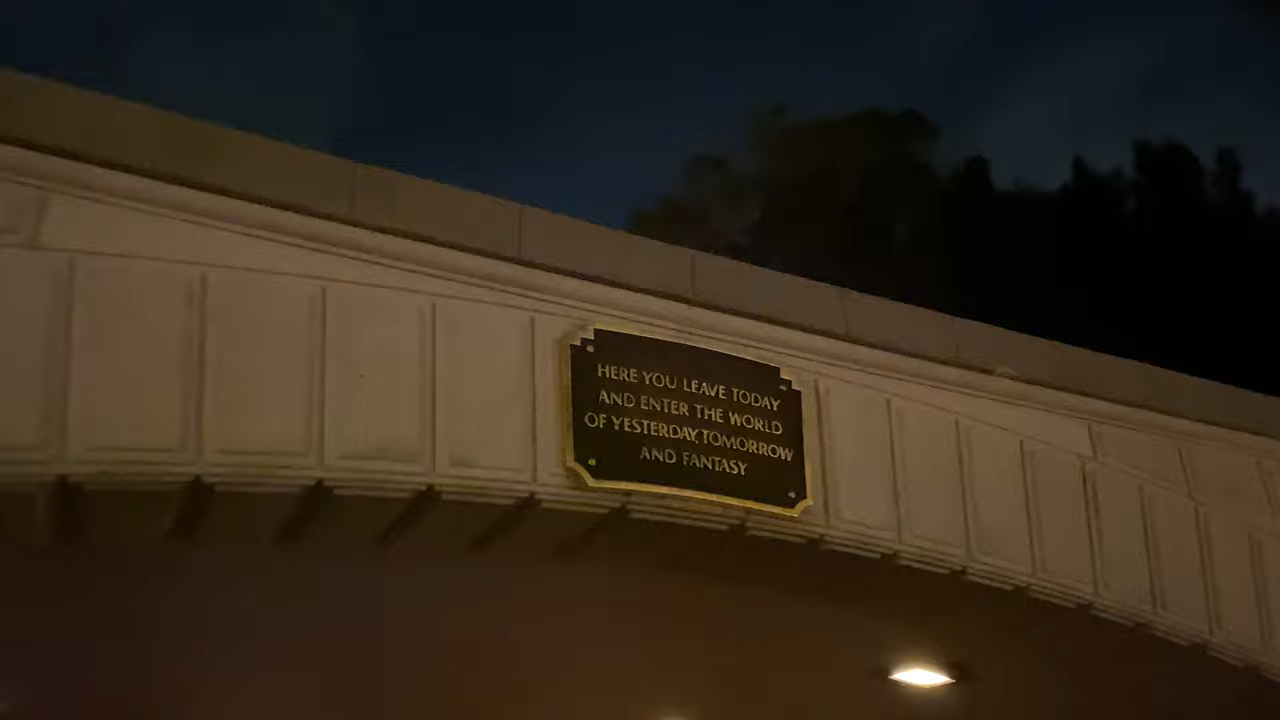 HERE YOU LEAVE TODAY
AND ENTER THE WORLD
OF YESTERDAY, TOMORROW
AND FANTASY